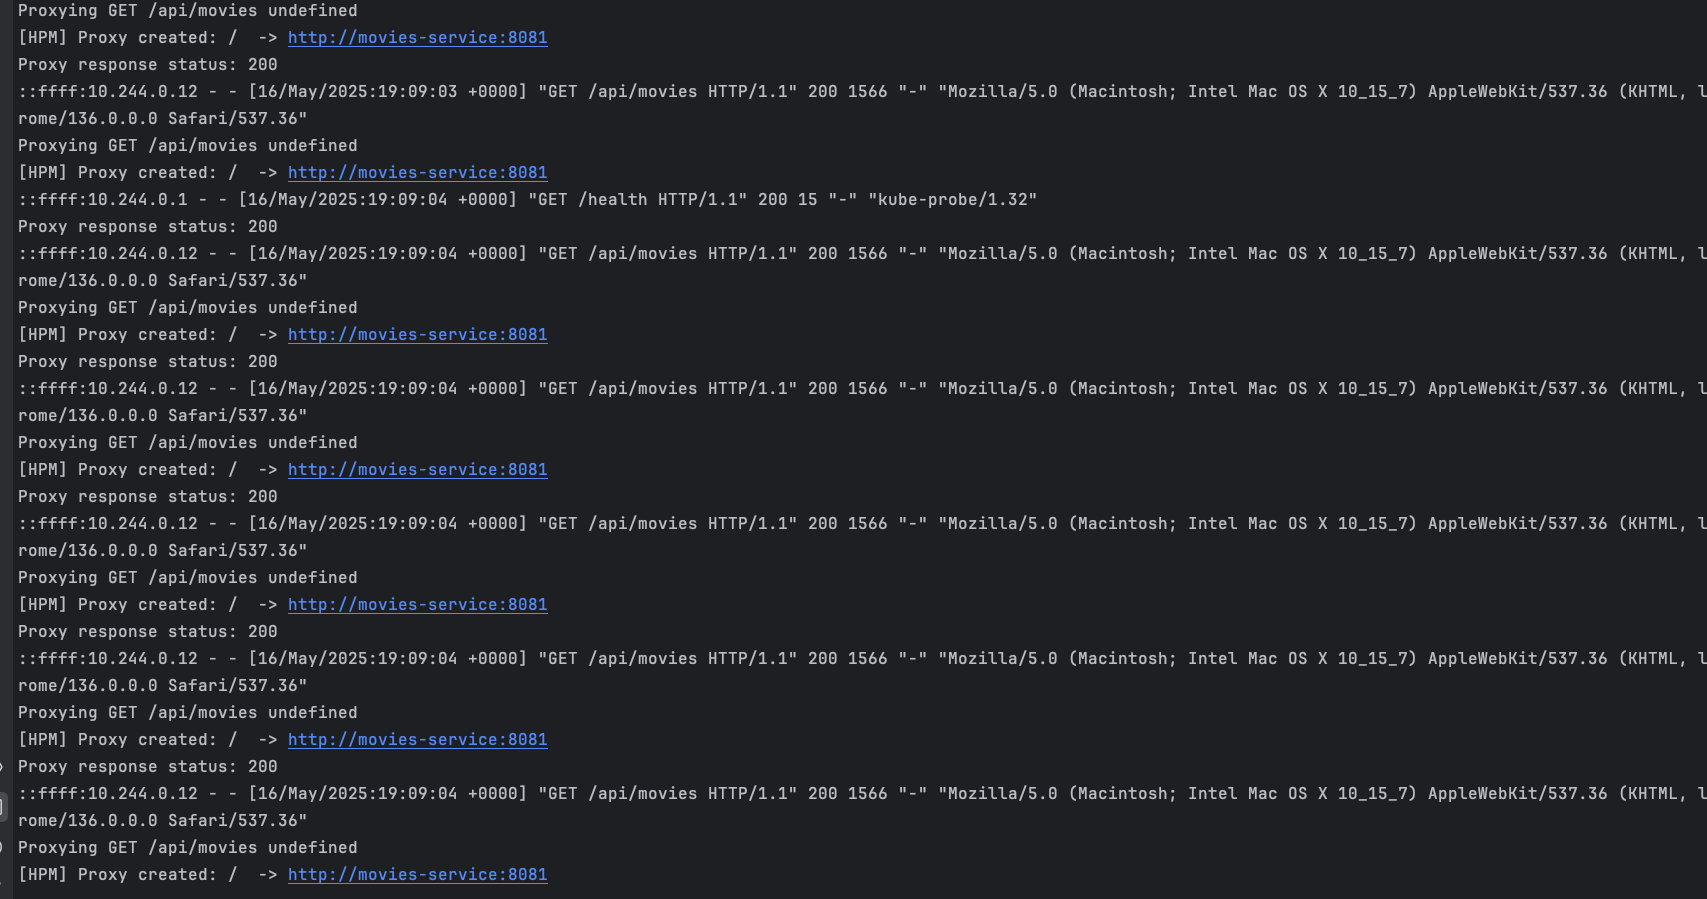 Proxying GET /api/movies undefined
[HPM] Proxy created: /  -> http://movies-service:8081
Proxy response status: 200
::ffff:10.244.0.12 - - [16/May/2025:19:09:03 +0000] "GET /api/movies HTTP/1.1" 200 1566 "-" "Mozilla/5.0 (Macintosh; Intel Mac OS X 10_15_7) AppleWebKit/537.36 (KHTML, l
rome/136.0.0.0 Safari/537.36"
Proxying GET /api/movies undefined
[HPM] Proxy created: /  -> http://movies-service:8081
::ffff:10.244.0.1 - - [16/May/2025:19:09:04 +0000] "GET /health HTTP/1.1" 200 15 "-" "kube-probe/1.32"
Proxy response status: 200
::ffff:10.244.0.12 - - [16/May/2025:19:09:04 +0000] "GET /api/movies HTTP/1.1" 200 1566 "-" "Mozilla/5.0 (Macintosh; Intel Mac OS X 10_15_7) AppleWebKit/537.36 (KHTML, l
rome/136.0.0.0 Safari/537.36"
Proxying GET /api/movies undefined
[HPM] Proxy created: /  -> http://movies-service:8081
Proxy response status: 200
::ffff:10.244.0.12 - - [16/May/2025:19:09:04 +0000] "GET /api/movies HTTP/1.1" 200 1566 "-" "Mozilla/5.0 (Macintosh; Intel Mac OS X 10_15_7) AppleWebKit/537.36 (KHTML, l
rome/136.0.0.0 Safari/537.36"
Proxying GET /api/movies undefined
[HPM] Proxy created: /  -> http://movies-service:8081
Proxy response status: 200
::ffff:10.244.0.12 - - [16/May/2025:19:09:04 +0000] "GET /api/movies HTTP/1.1" 200 1566 "-" "Mozilla/5.0 (Macintosh; Intel Mac OS X 10_15_7) AppleWebKit/537.36 (KHTML, l
rome/136.0.0.0 Safari/537.36"
Proxying GET /api/movies undefined
[HPM] Proxy created: /  -> http://movies-service:8081
Proxy response status: 200
::ffff:10.244.0.12 - - [16/May/2025:19:09:04 +0000] "GET /api/movies HTTP/1.1" 200 1566 "-" "Mozilla/5.0 (Macintosh; Intel Mac OS X 10_15_7) AppleWebKit/537.36 (KHTML, l
rome/136.0.0.0 Safari/537.36"
Proxying GET /api/movies undefined
[HPM] Proxy created: /  -> http://movies-service:8081
Proxy response status: 200
::ffff:10.244.0.12 - - [16/May/2025:19:09:04 +0000] "GET /api/movies HTTP/1.1" 200 1566 "-" "Mozilla/5.0 (Macintosh; Intel Mac OS X 10_15_7) AppleWebKit/537.36 (KHTML, l
rome/136.0.0.0 Safari/537.36"
Proxying GET /api/movies undefined
[HPM] Proxy created: /  -> http://movies-service:8081